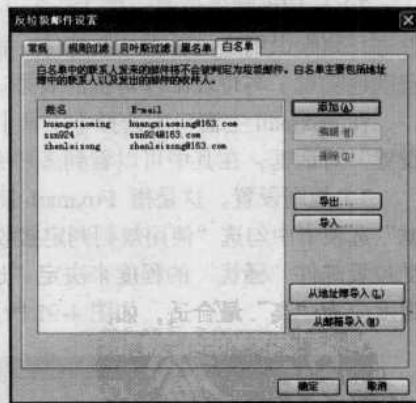 反垃圾邮件设置
常规 规则过滤 贝叶斯过滤 黑名单 白名单
白名单中的联系人发来的邮件将不会被判定为垃圾邮件。白名单主要包括地址
簿中的联系人以及发出的邮件的收件人。
姓名 E-mail
huangxiaoming huangxiaoming@163.com
ssn924 ssn924@163.com
zhenleisong zhenleisong@163.com
添加(A)
编辑(E)
删除(D)
导出...
导入...
从地址簿导入(L)
从邮箱导入(M)
确定 取消